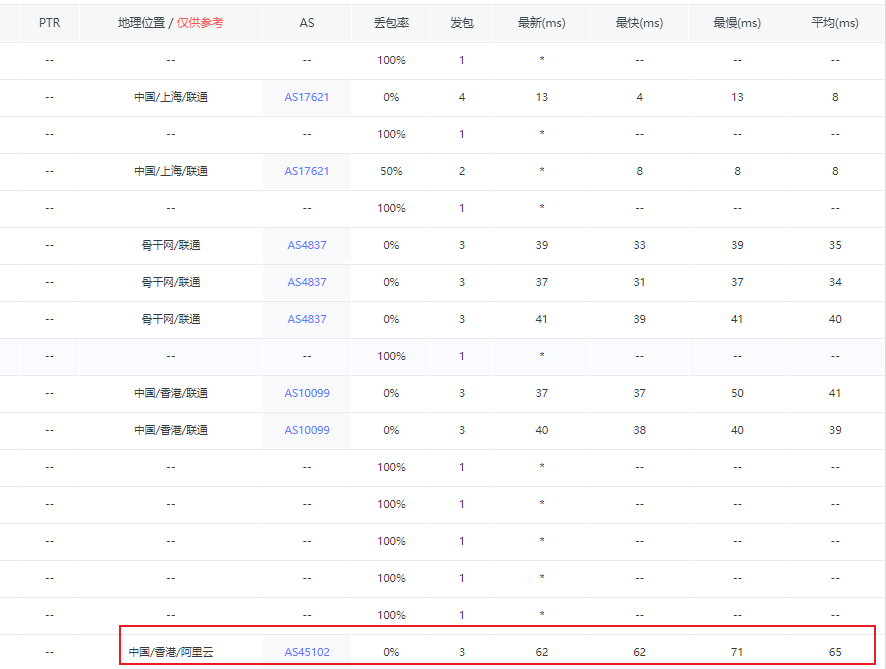 PTR 地理位置 / 仅供参考 AS 丢包率 发包 最新(ms) 最快(ms) 最慢(ms) 平均(ms)
-- -- -- 100% 1 * -- -- --
-- 中国/上海/联通 AS17621 0% 4 13 4 13 8
-- -- -- 100% 1 * -- -- --
-- 中国/上海/联通 AS17621 50% 2 * 8 8 8
-- -- -- 100% 1 * -- -- --
-- 骨干网/联通 AS4837 0% 3 39 33 39 35
-- 骨干网/联通 AS4837 0% 3 37 31 37 34
-- 骨干网/联通 AS4837 0% 3 41 39 41 40
-- -- -- 100% 1 * -- -- --
-- 中国/香港/联通 AS10099 0% 3 37 37 50 41
-- 中国/香港/联通 AS10099 0% 3 40 38 40 39
-- -- -- 100% 1 * -- -- --
-- -- -- 100% 1 * -- -- --
-- -- -- 100% 1 * -- -- --
-- -- -- 100% 1 * -- -- --
-- -- -- 100% 1 * -- -- --
-- 中国/香港/阿里云 AS45102 0% 3 62 62 71 65